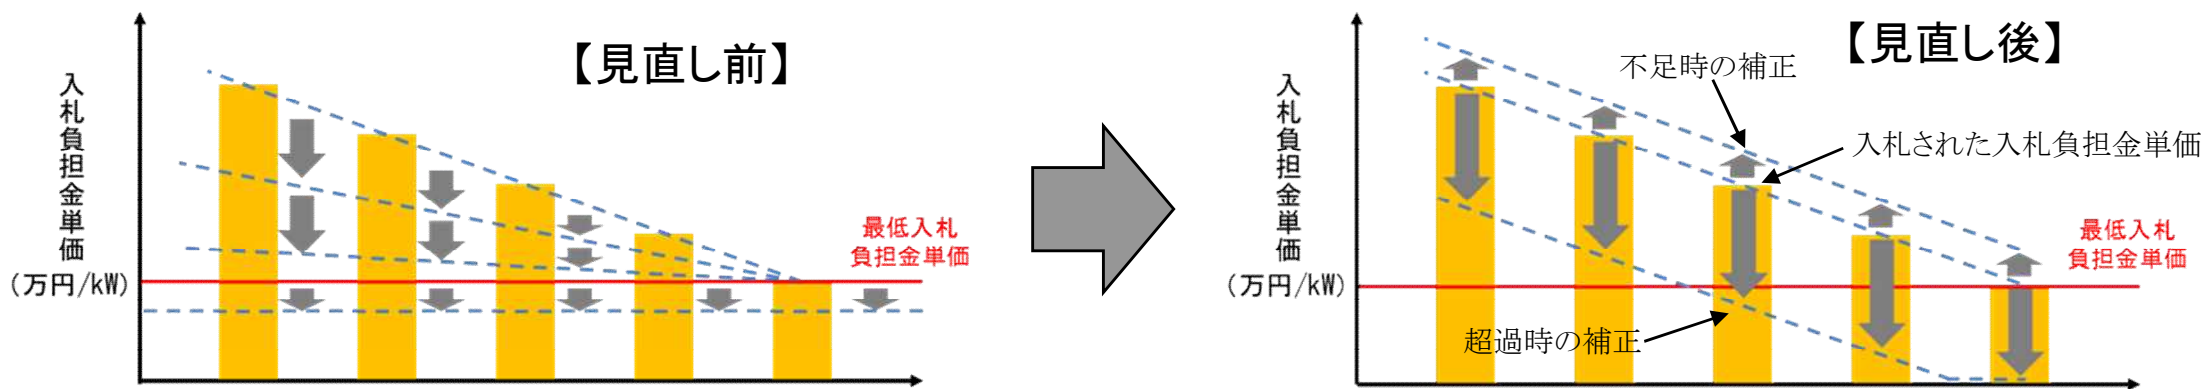 【見直し前】
入札負担金単価
(万円/kW)
最低入札
負担金単価
【見直し後】
入札負担金単価
(万円/kW)
不足時の補正
入札された入札負担金単価
最低入札
負担金単価
超過時の補正